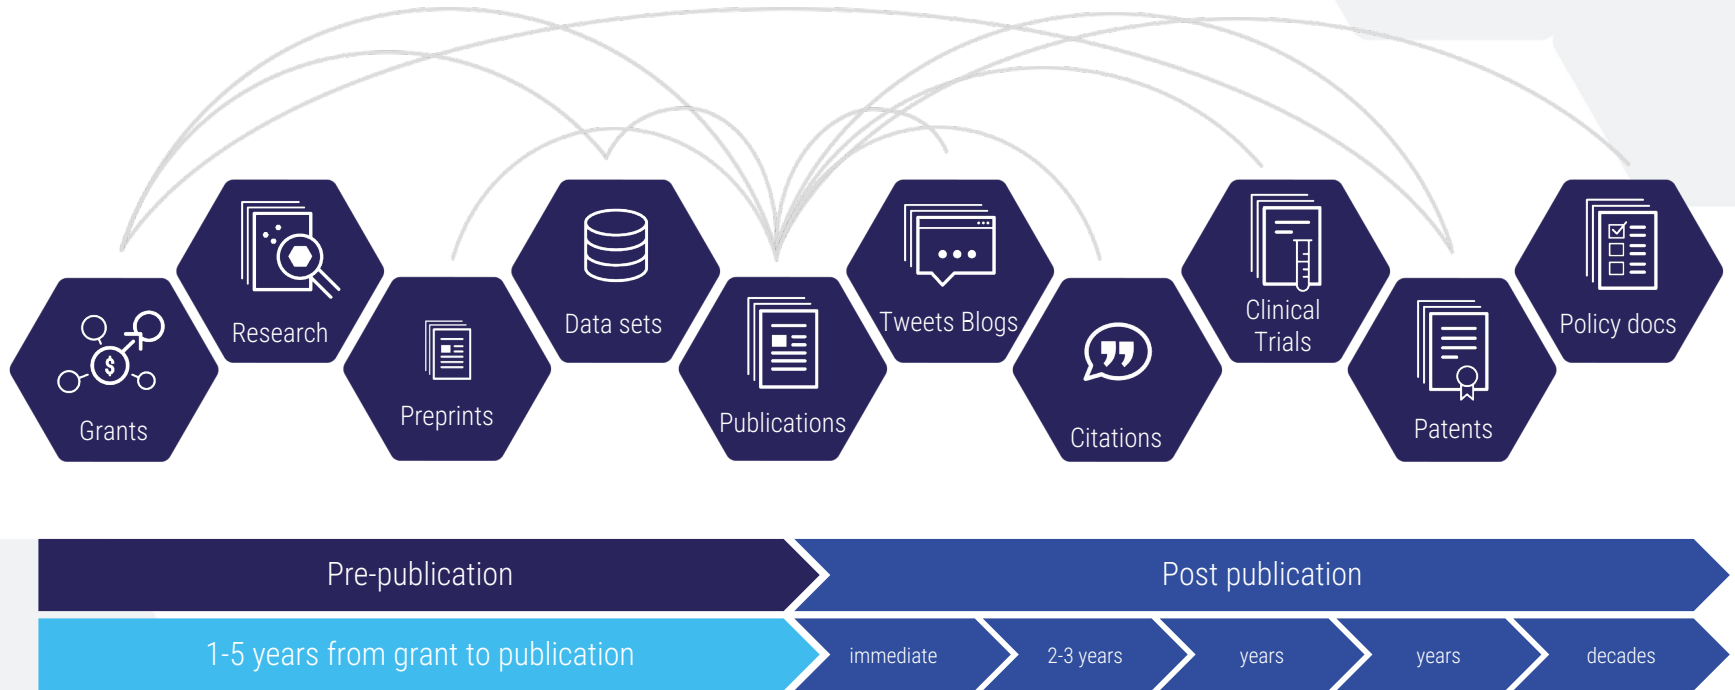 Grants
Research
Preprints
Data sets
Publications
Tweets Blogs
Citations
Clinical
Trials
Patents
Policy docs
$
Pre-publication
Post publication
1-5 years from grant to publication
immediate
2-3 years
years
years
decades